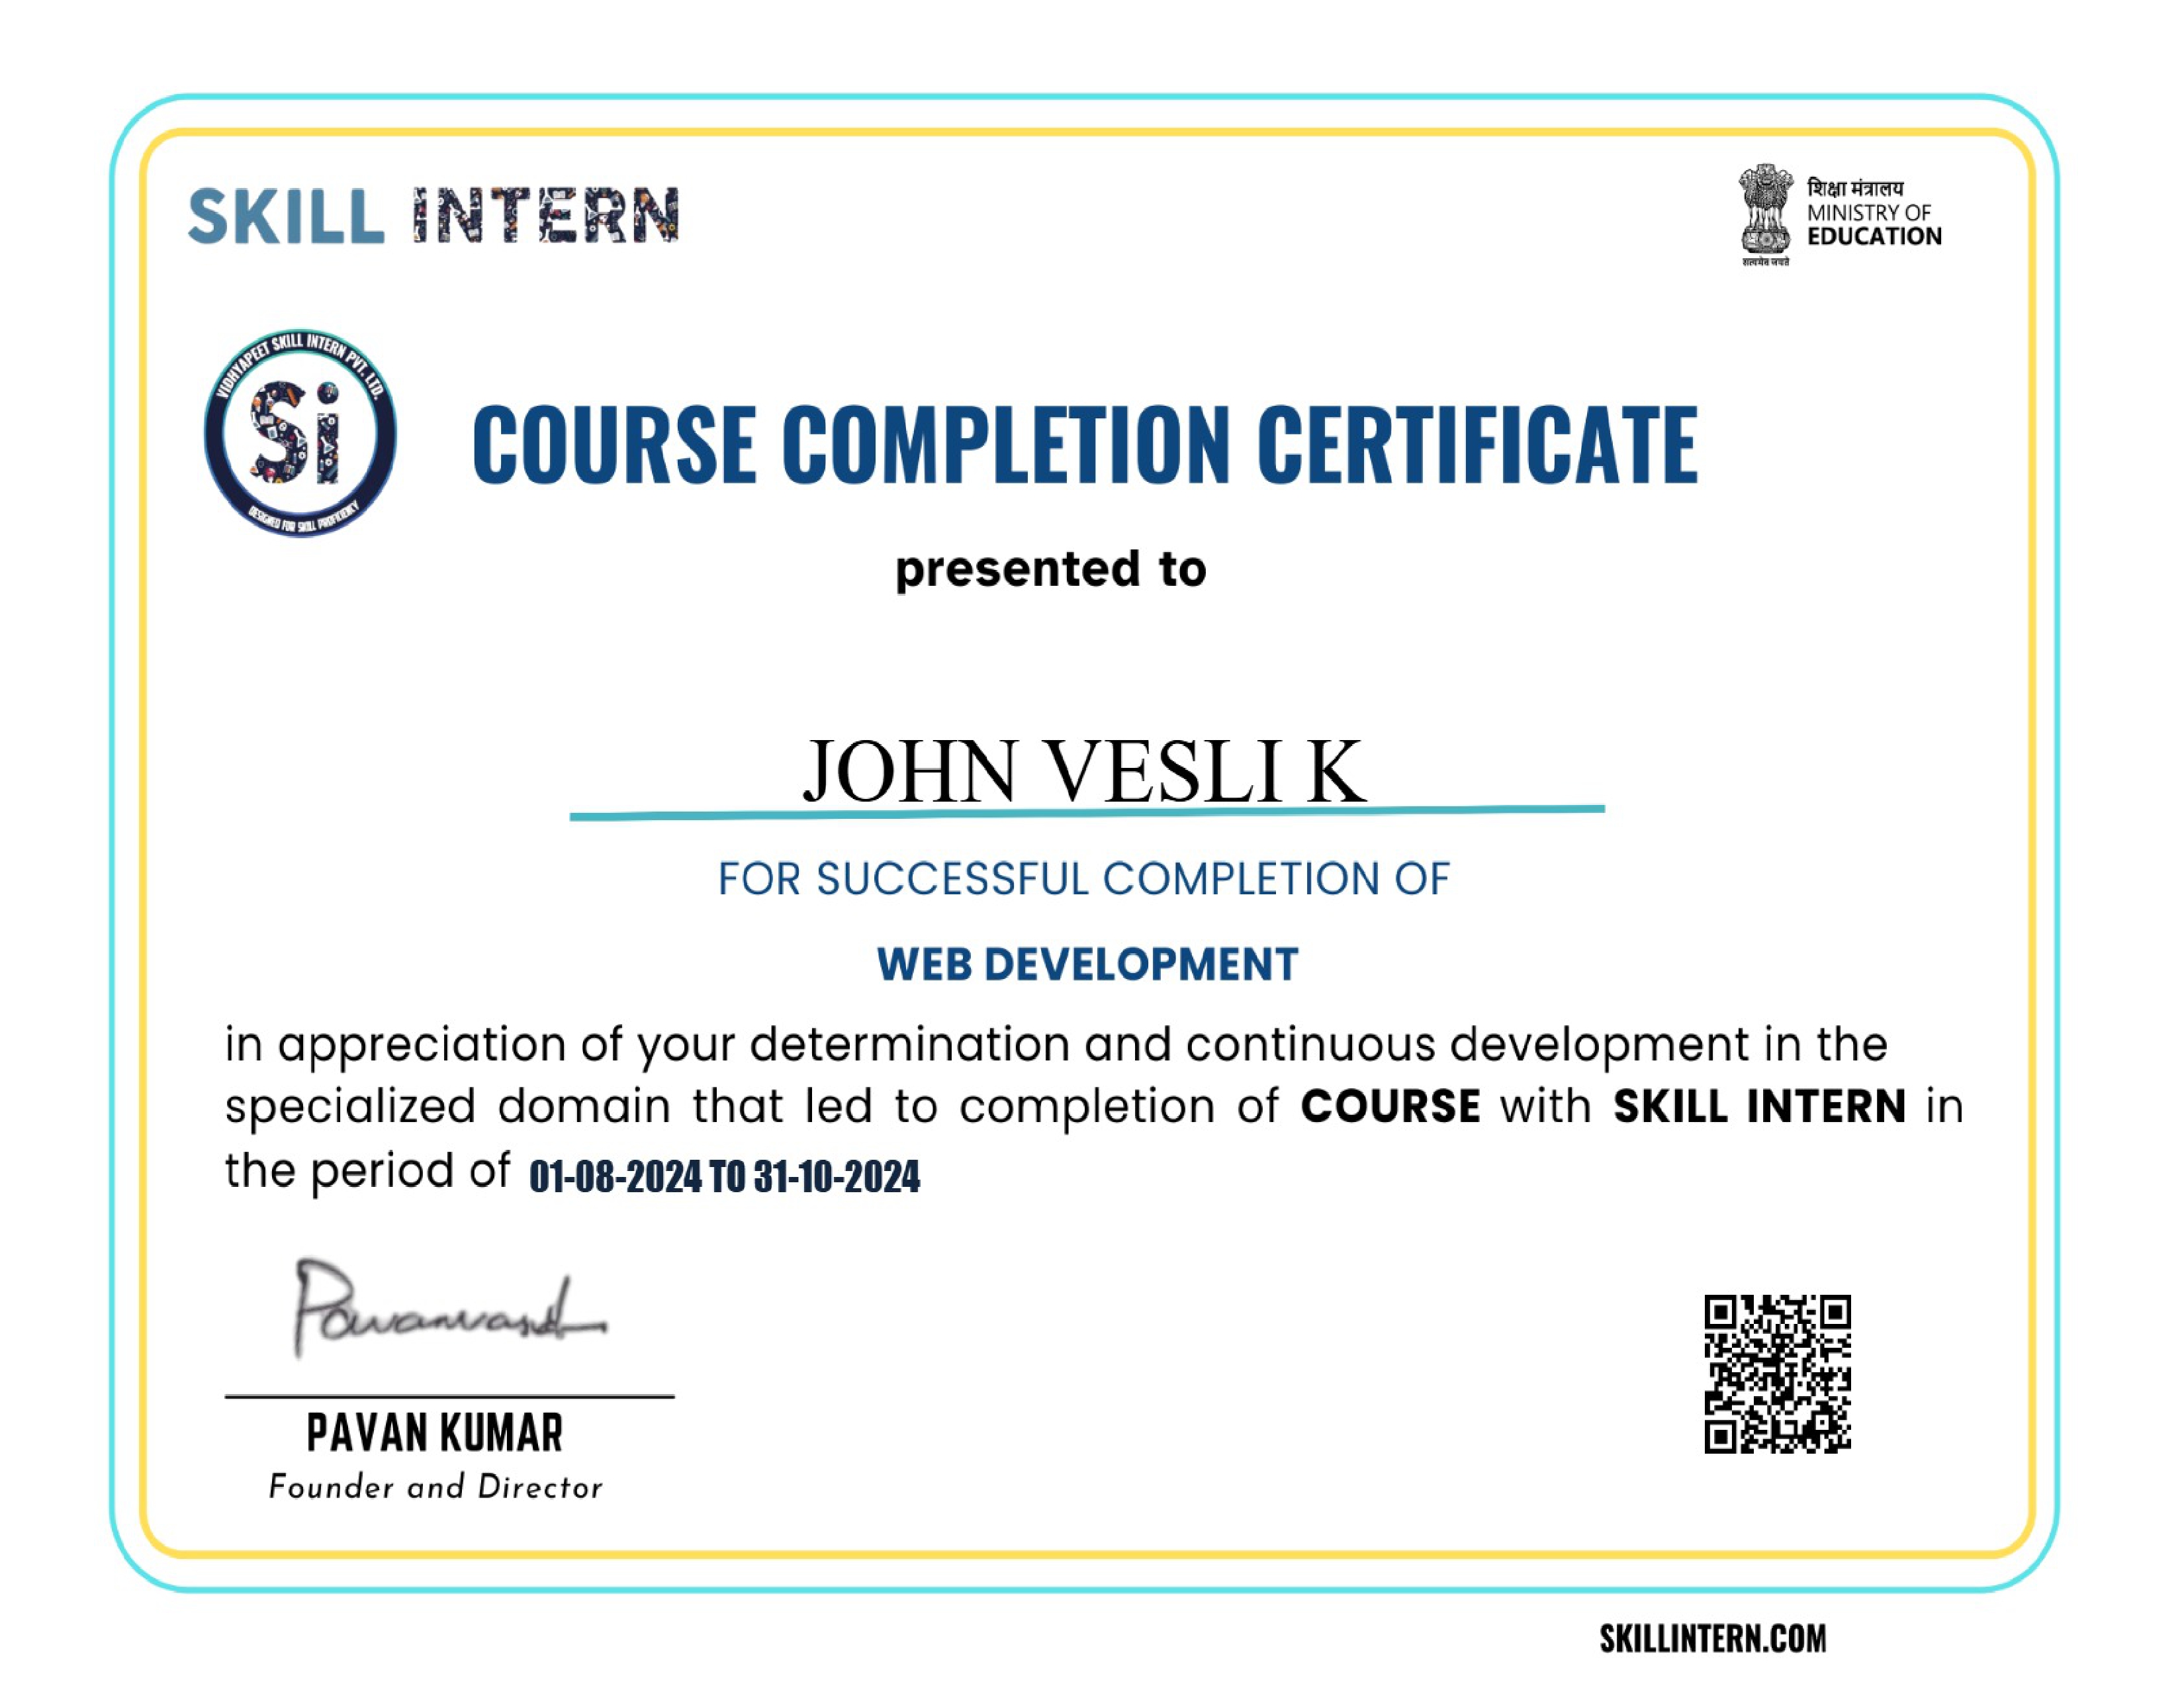 SKILL INTERN
शिक्षा मंत्रालय
MINISTRY OF
EDUCATION
सत्यमेव जयते
VIDHYAPEET SKILL INTERN PVT. LTD.
Si
DESIGNED FOR SKILL PROFICIENCY
COURSE COMPLETION CERTIFICATE
presented to
JOHN VESLI K
FOR SUCCESSFUL COMPLETION OF
WEB DEVELOPMENT
in appreciation of your determination and continuous development in the
specialized domain that led to completion of COURSE with SKILL INTERN in
the period of 01-08-2024 TO 31-10-2024
PAVAN KUMAR
Founder and Director
SKILLINTERN.COM